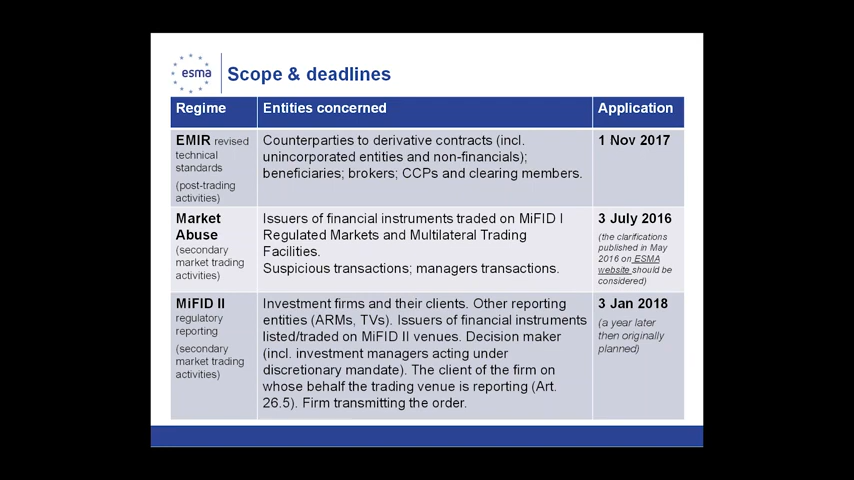 esma
Scope & deadlines
Regime
Entities concerned
Application
EMIR revised
technical
standards
(post-trading
activities)
Counterparties to derivative contracts (incl.
unincorporated entities and non-financials);
beneficiaries; brokers; CCPs and clearing members.
1 Nov 2017
Market
Abuse
(secondary
market trading
activities)
Issuers of financial instruments traded on MiFID I
Regulated Markets and Multilateral Trading
Facilities.
Suspicious transactions; managers transactions.
3 July 2016
(the clarifications
published in May
2016 on ESMA
website should be
considered)
MiFID II
regulatory
reporting
(secondary
market trading
activities)
Investment firms and their clients. Other reporting
entities (ARMs, TVs). Issuers of financial instruments
listed/traded on MiFID II venues. Decision maker
(incl. investment managers acting under
discretionary mandate). The client of the firm on
whose behalf the trading venue is reporting (Art.
26.5). Firm transmitting the order.
3 Jan 2018
(a year later
then originally
planned)